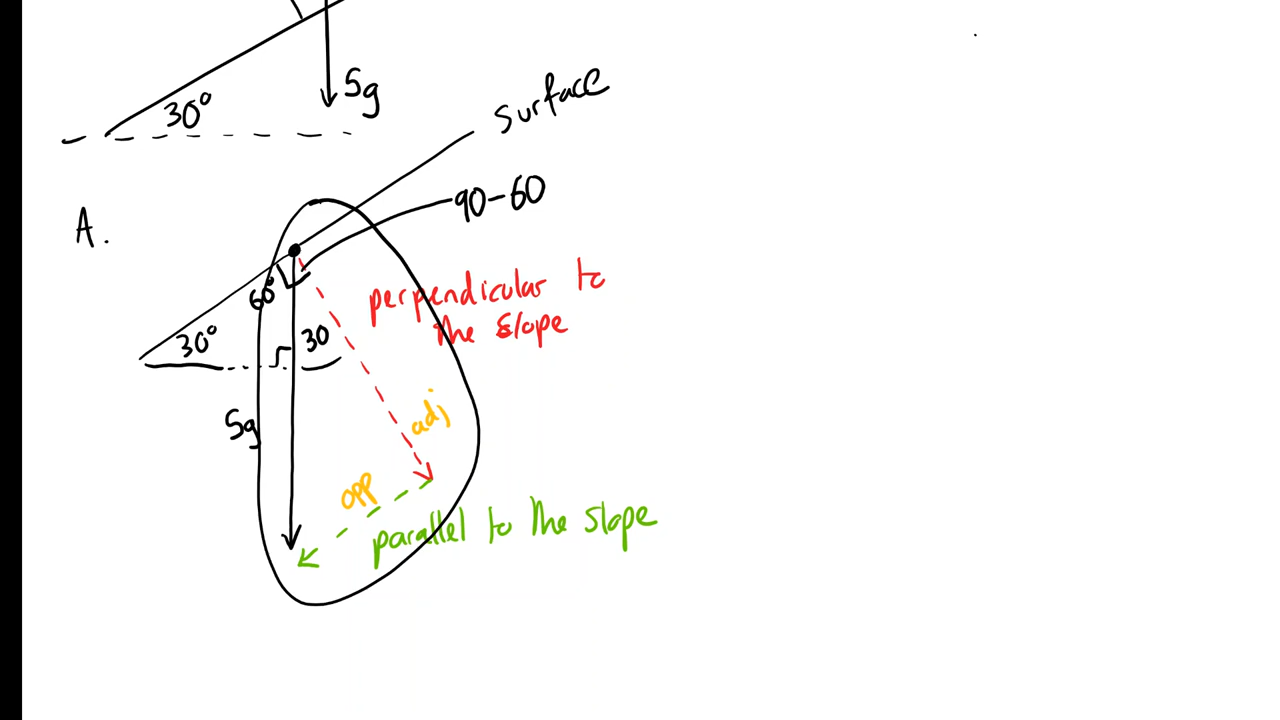 5g
30°
surface
A.
90-60
60°
perpendicular to
the slope
30°
30
5g
adj
opp
parallel to the slope